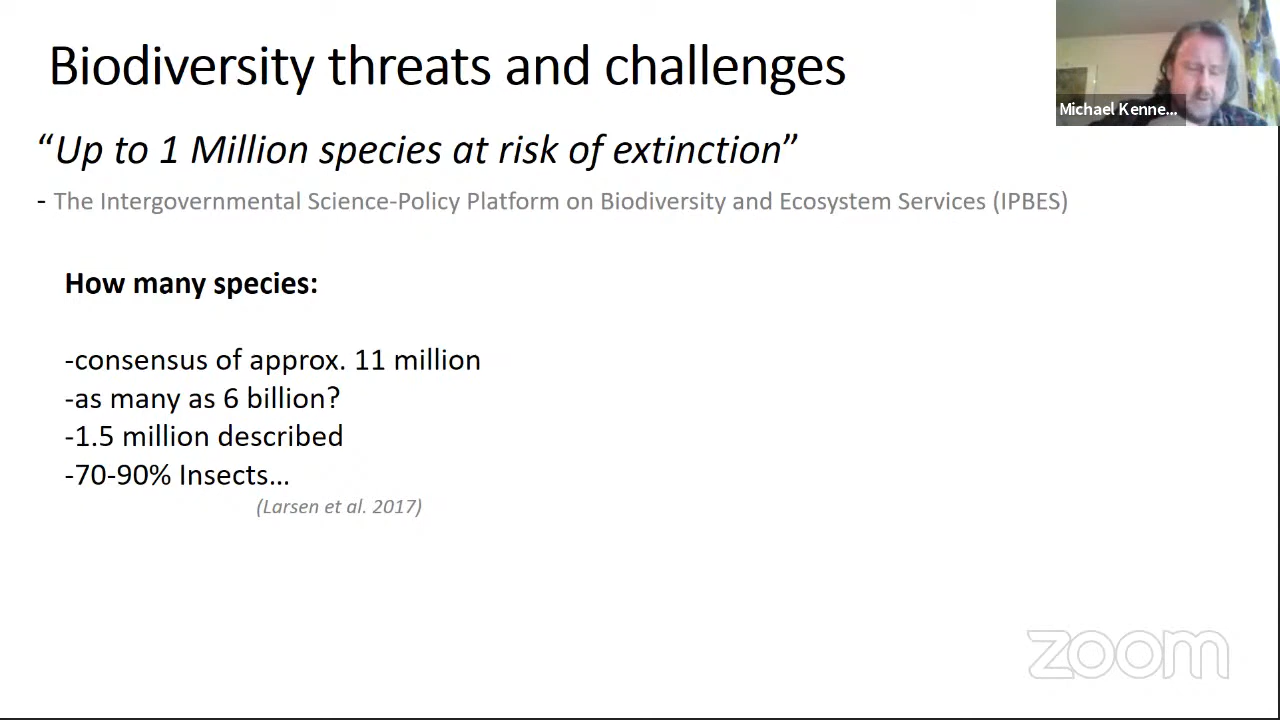 Biodiversity threats and challenges
Michael Kenne...
“Up to 1 Million species at risk of extinction”
- The Intergovernmental Science-Policy Platform on Biodiversity and Ecosystem Services (IPBES)
How many species:
-consensus of approx. 11 million
-as many as 6 billion?
-1.5 million described
-70-90% Insects...
(Larsen et al. 2017)
zoom